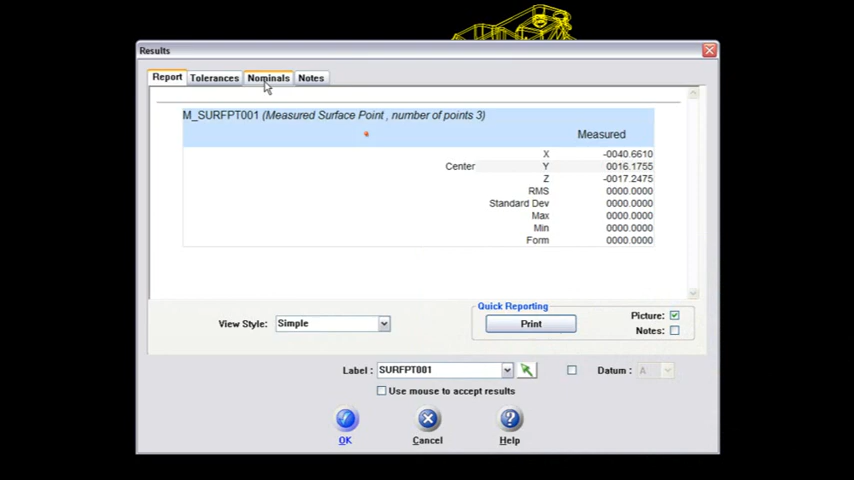 Results
Report Tolerances Nominals Notes
M_SURFPT001 (Measured Surface Point , number of points 3)
Measured
X -0040.6610
Center Y 0016.1755
Z -0017.2475
RMS 0000.0000
Standard Dev 0000.0000
Max 0000.0000
Min 0000.0000
Form 0000.0000
Quick Reporting
View Style: Simple Print Picture:
Notes:
Label : SURFPT001 Datum : A
Use mouse to accept results
OK Cancel Help